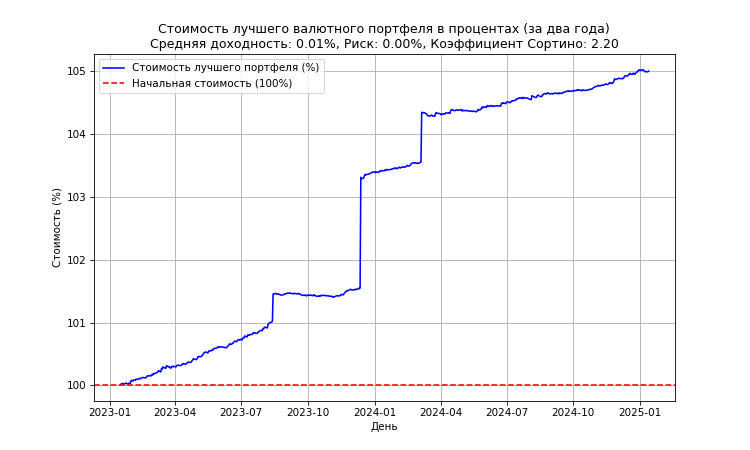 Стоимость лучшего валютного портфеля в процентах (за два года)
Средняя доходность: 0.01%, Риск: 0.00%, Коэффициент Сортино: 2.20
Стоимость лучшего портфеля (%)
Начальная стоимость (100%)
Стоимость (%)
105
104
103
102
101
100
2023-01 2023-04 2023-07 2023-10 2024-01 2024-04 2024-07 2024-10 2025-01
День